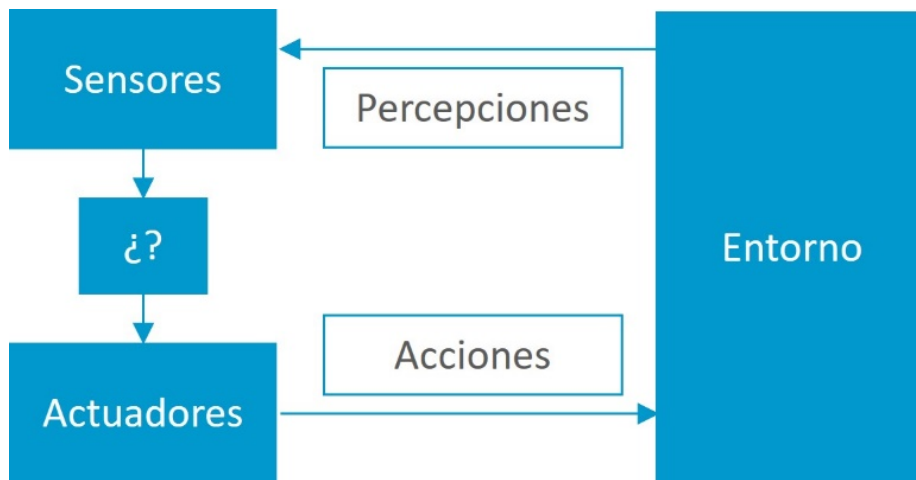 Sensores
Percepciones
¿?
Entorno
Acciones
Actuadores